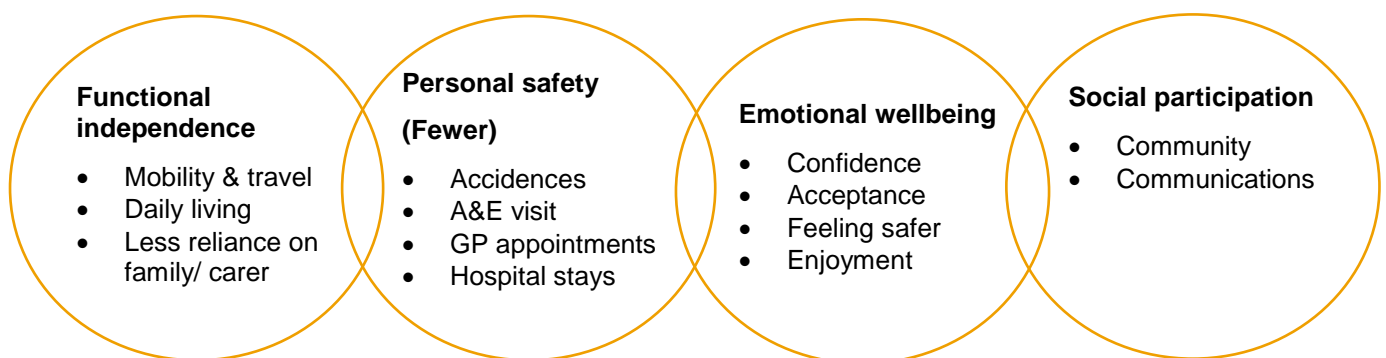 Functional
independence
• Mobility & travel
• Daily living
• Less reliance on
family/ carer
Personal safety
(Fewer)
• Accidences
• A&E visit
• GP appointments
• Hospital stays
Emotional wellbeing
• Confidence
• Acceptance
• Feeling safer
• Enjoyment
Social participation
• Community
• Communications